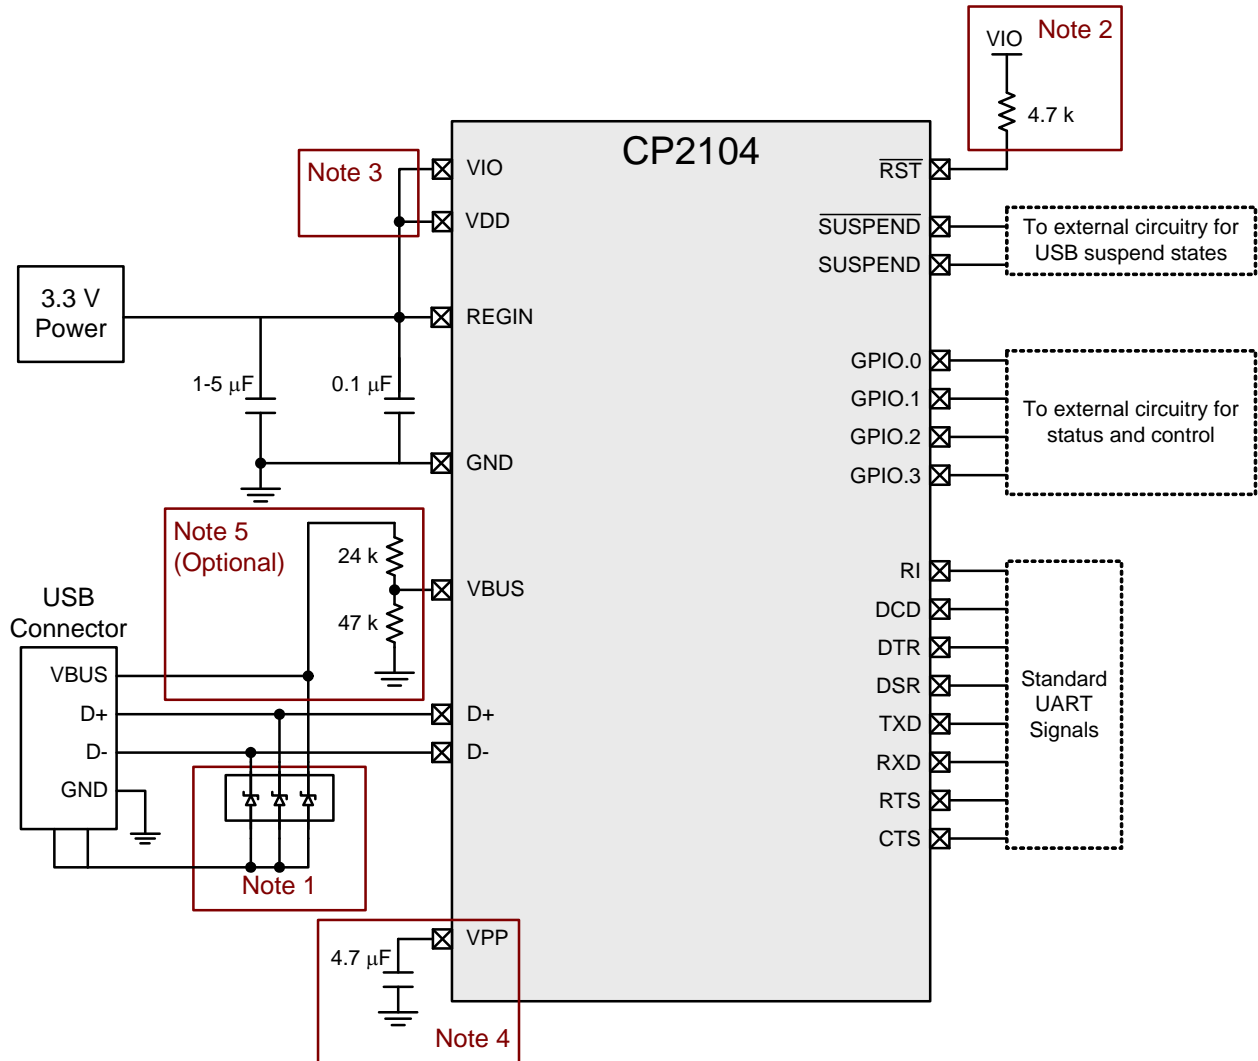 Note 2
VIO
4.7 k
CP2104
Note 3
VIO
VDD
REGIN
GND
VBUS
D+
D-
VPP
RST
SUSPEND
SUSPEND
GPIO.0
GPIO.1
GPIO.2
GPIO.3
RI
DCD
DTR
DSR
TXD
RXD
RTS
CTS
To external circuitry for
USB suspend states
To external circuitry for
status and control
Standard
UART
Signals
3.3 V
Power
1-5 μF
0.1 μF
Note 5
(Optional)
24 k
47 k
USB
Connector
VBUS
D+
D-
GND
Note 1
4.7 μF
Note 4